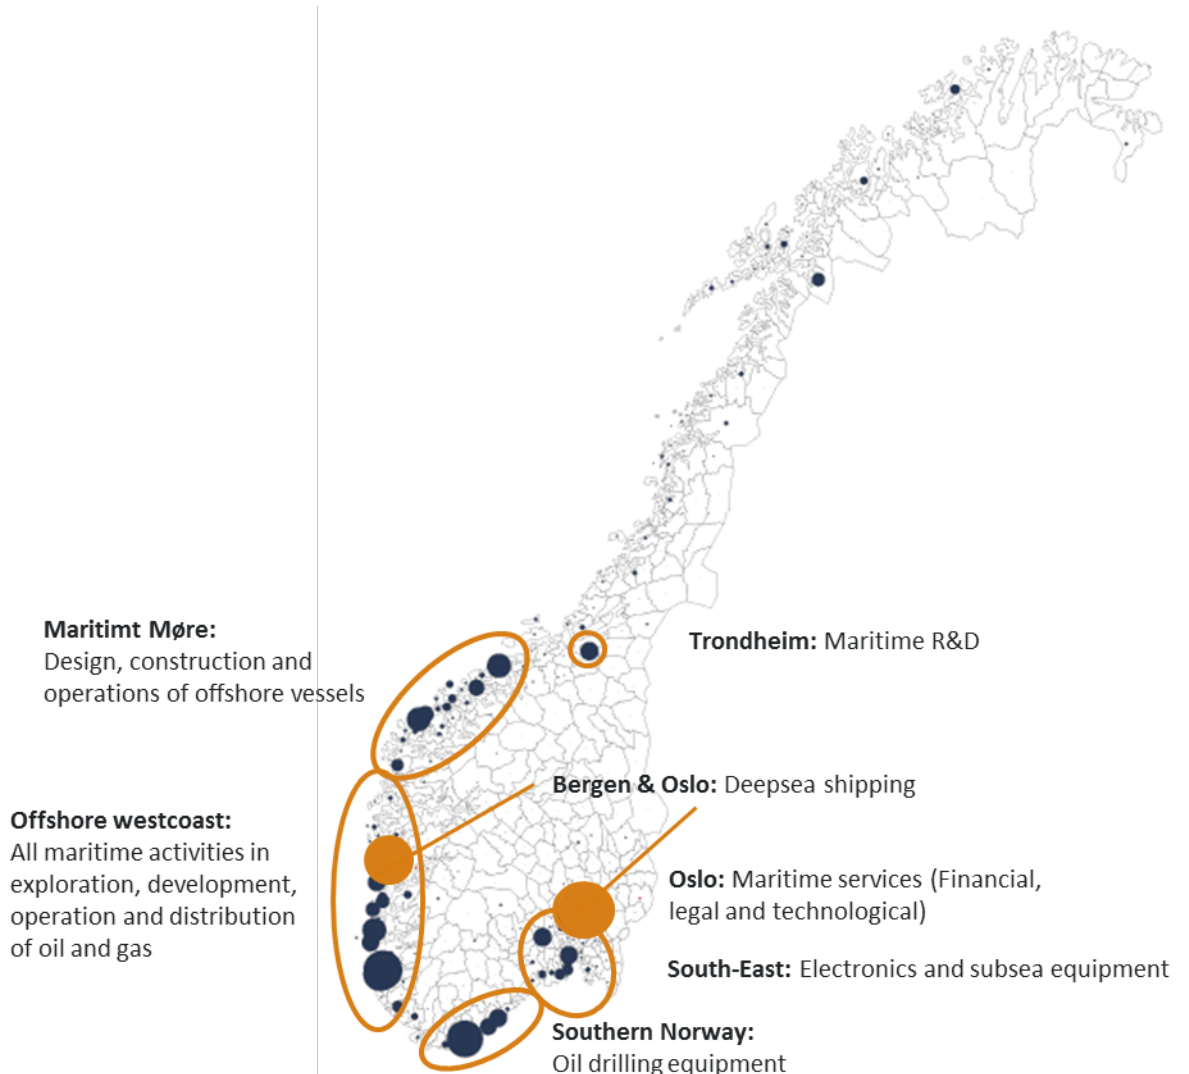 Maritimt Møre:
Design, construction and
operations of offshore vessels
Trondheim: Maritime R&D
Bergen & Oslo: Deepsea shipping
Offshore westcoast:
All maritime activities in
exploration, development,
operation and distribution
of oil and gas
Oslo: Maritime services (Financial,
legal and technological)
South-East: Electronics and subsea equipment
Southern Norway:
Oil drilling equipment